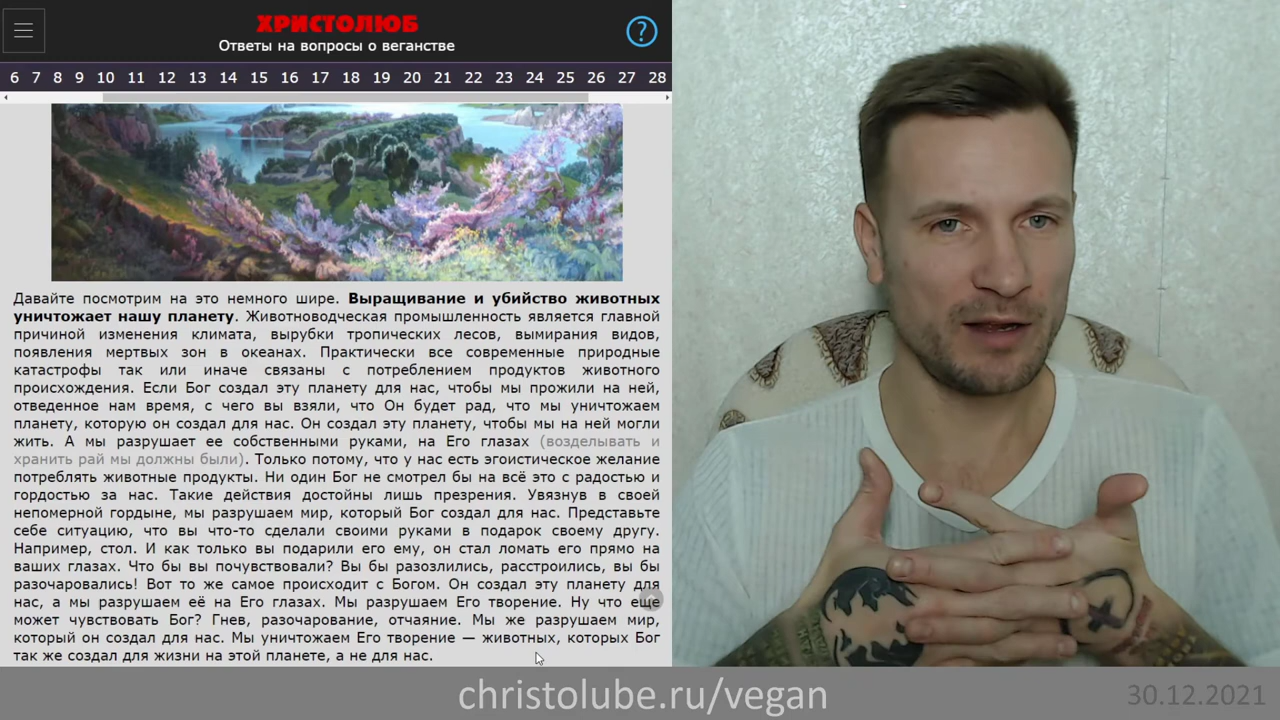 ХРИСТОЛЮБ
Ответы на вопросы о веганстве
?
6 7 8 9 10 11 12 13 14 15 16 17 18 19 20 21 22 23 24 25 26 27 28
Давайте посмотрим на это немного шире. Выращивание и убийство животных
уничтожает нашу планету. Животноводческая промышленность является главной
причиной изменения климата, вырубки тропических лесов, вымирания видов,
появления мертвых зон в океанах. Практически все современные природные
катастрофы так или иначе связаны с потреблением продуктов животного
происхождения. Если Бог создал эту планету для нас, чтобы мы прожили на ней,
отведенное нам время, с чего вы взяли, что Он будет рад, что мы уничтожаем
планету, которую он создал для нас. Он создал эту планету, чтобы мы на ней могли
жить. А мы разрушает ее собственными руками, на Его глазах (возделывать и
хранить рай мы должны были). Только потому, что у нас есть эгоистическое желание
потреблять животные продукты. Ни один Бог не смотрел бы на всё это с радостью и
гордостью за нас. Такие действия достойны лишь презрения. Увязнув в своей
непомерной гордыне, мы разрушаем мир, который Бог создал для нас. Представьте
себе ситуацию, что вы что-то сделали своими руками в подарок своему другу.
Например, стол. И как только вы подарили его ему, он стал ломать его прямо на
ваших глазах. Что бы вы почувствовали? Вы бы разозлились, расстроились, вы бы
разочаровались! Вот то же самое происходит с Богом. Он создал эту планету для
нас, а мы разрушаем её на Его глазах. Мы разрушаем Его творение. Ну что еще
может чувствовать Бог? Гнев, разочарование, отчаяние. Мы же разрушаем мир,
который он создал для нас. Мы уничтожаем Его творение — животных, которых Бог
так же создал для жизни на этой планете, а не для нас.
christolube.ru/vegan
30.12.2021